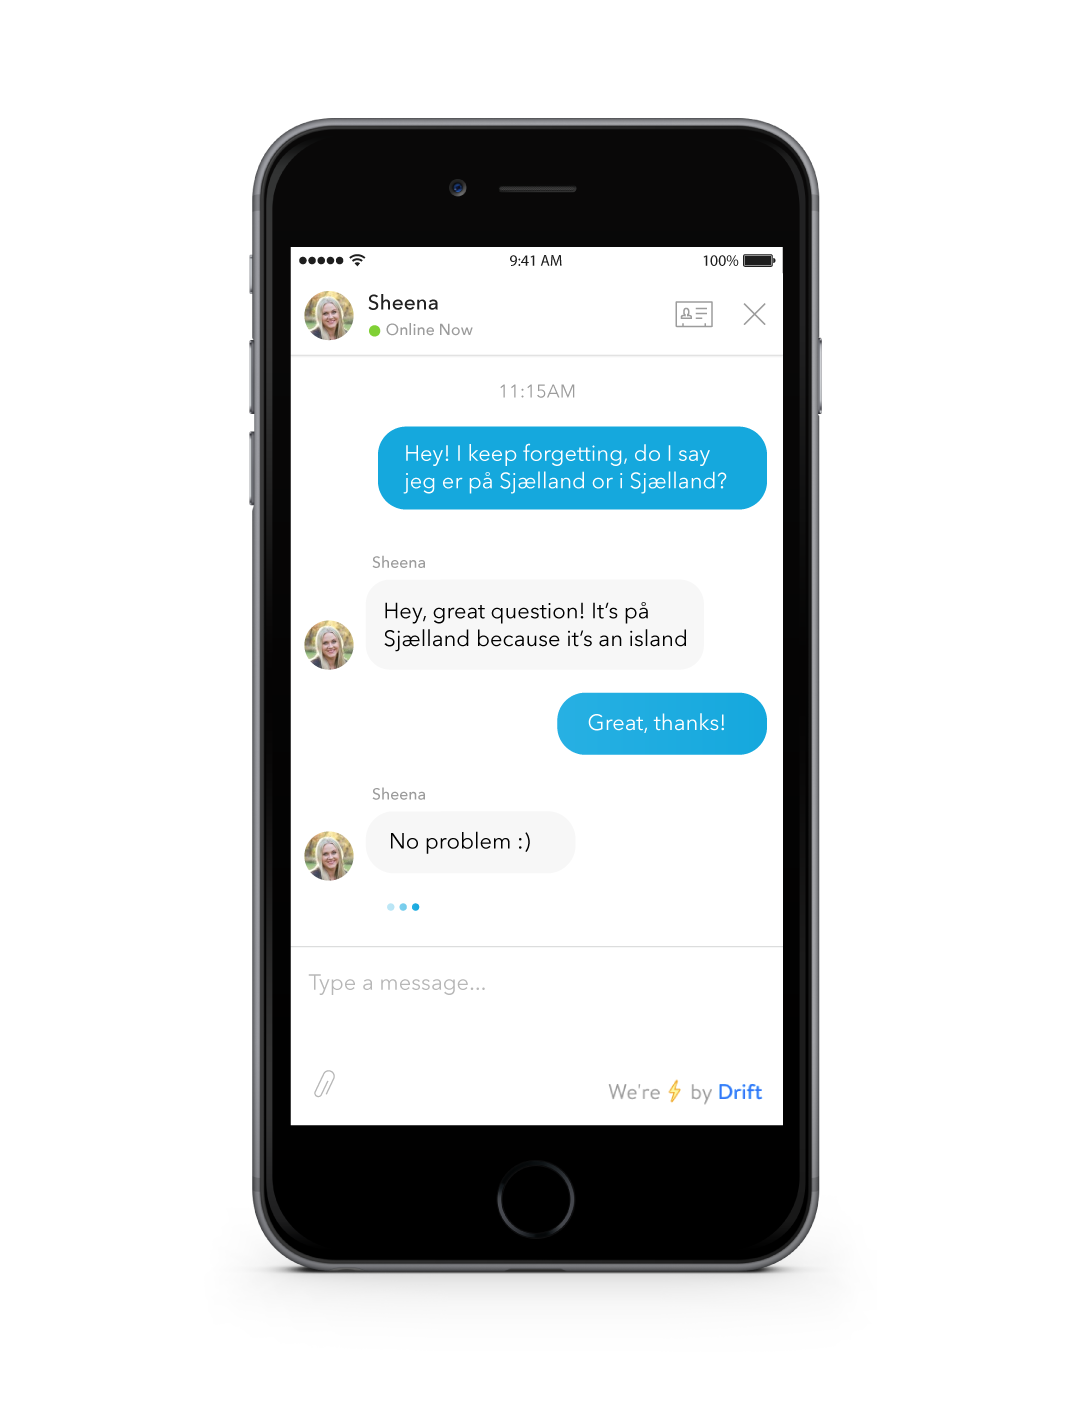 9:41 AM
100%
Sheena
Online Now
11:15AM
Hey! I keep forgetting, do I say
jeg er på Sjælland or i Sjælland?
Sheena
Hey, great question! It’s på
Sjælland because it’s an island
Great, thanks!
Sheena
No problem :)
Type a message...
We're ⚡ by Drift